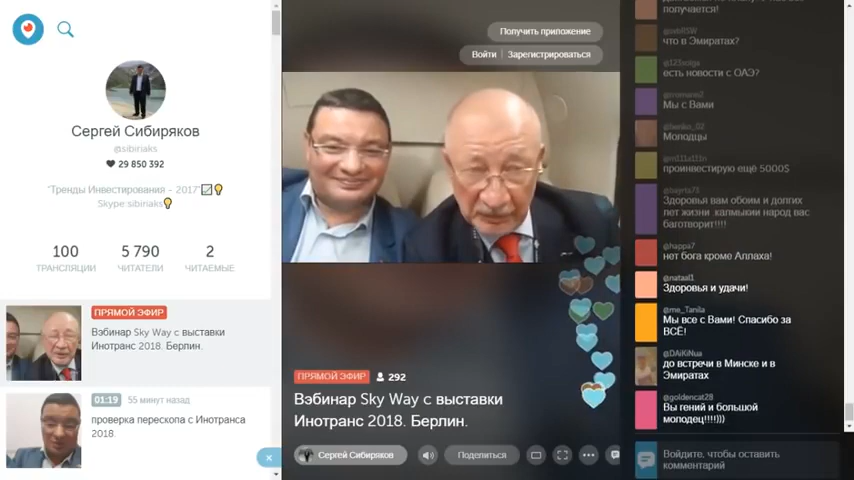 Сергей Сибиряков
@sibiriaks
29 850 392
"Тренды Инвестирования - 2017"
Skype:sibiriaks
100
ТРАНСЛЯЦИИ
5 790
ЧИТАТЕЛИ
2
ЧИТАЕМЫЕ
ПРЯМОЙ ЭФИР
Вэбинар Sky Way с выставки
Инотранс 2018. Берлин.
01:19 55 минут назад
проверка перескопа с Инотранса
2018.
Получить приложение
Войти
Зарегистрироваться
ПРЯМОЙ ЭФИР 292
Вэбинар Sky Way с выставки
Инотранс 2018. Берлин.
Сергей Сибиряков
Поделиться
получается!
что в Эмиратах?
есть новости с ОАЭ?
Мы с Вами
Молодцы
проинвестирую ещё 5000$
Здоровья вам обоим и долгих
лет жизни калмыкии народ вас
баготворит!!!!
@happa7
нет бога кроме Аллаха!
@nataal1
Здоровья и удачи!
@me_Tanila
Мы все с Вами! Спасибо за
ВСЁ!
@DAiKiNua
до встречи в Минске и в
Эмиратах
@goldencat28
Вы гений и большой
молодец!!!!)))
Войдите, чтобы оставить
комментарий